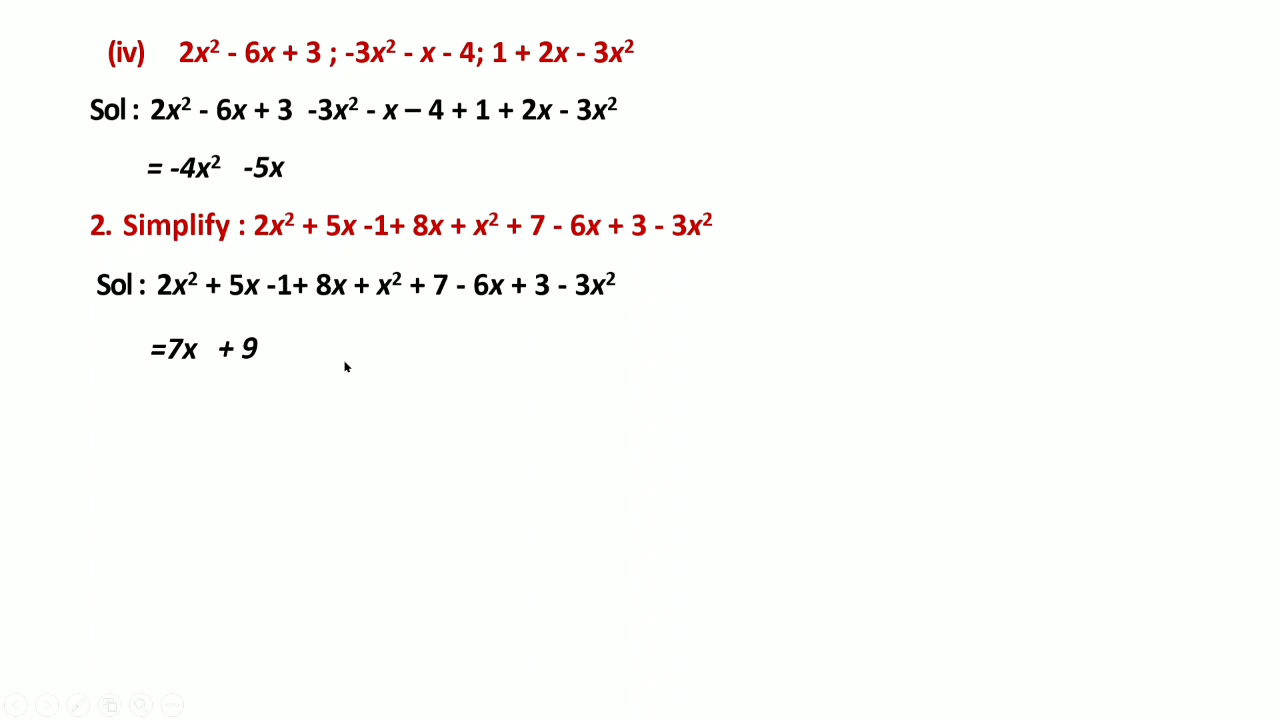 (iv) 2x² - 6x + 3 ; -3x² - x - 4; 1 + 2x - 3x²
Sol : 2x² - 6x + 3 -3x² - x – 4 + 1 + 2x - 3x²
= -4x² -5x
2. Simplify : 2x² + 5x -1+ 8x + x² + 7 - 6x + 3 - 3x²
Sol : 2x² + 5x -1+ 8x + x² + 7 - 6x + 3 - 3x²
=7x + 9